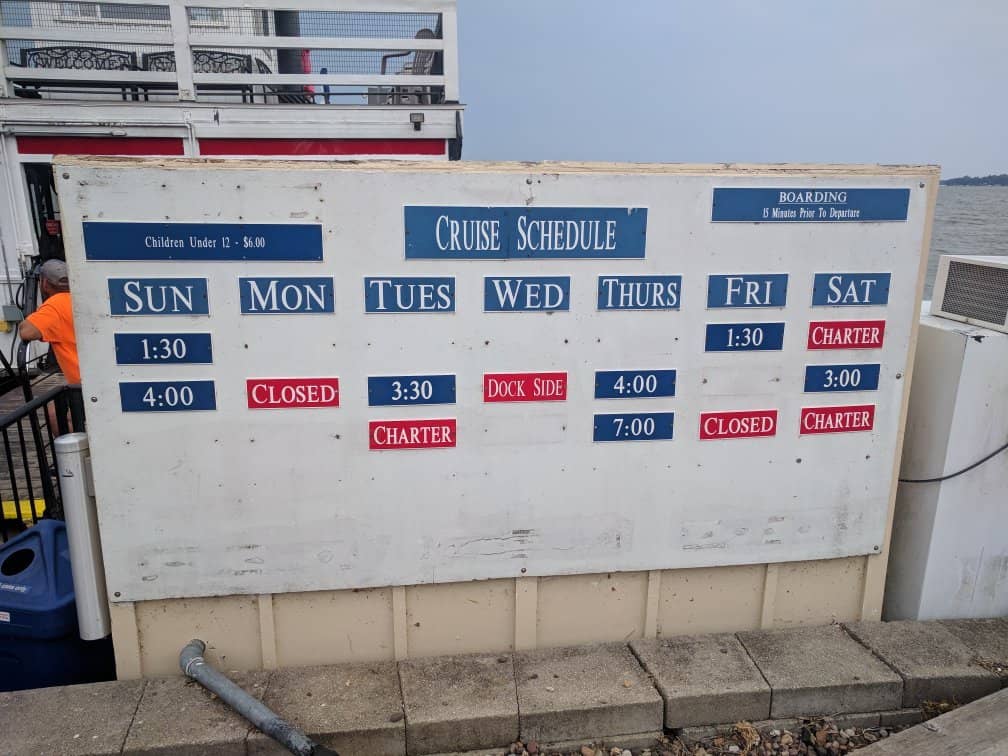 WELCOME
Children Under 12 - $6.00
CRUISE SCHEDULE
BOARDING
15 Minutes Prior To Departure
SUN MON TUES WED THURS FRI SAT
1:30 1:30 CHARTER
4:00 CLOSED 3:30 DOCK SIDE 4:00 3:00
CHARTER 7:00 CLOSED CHARTER